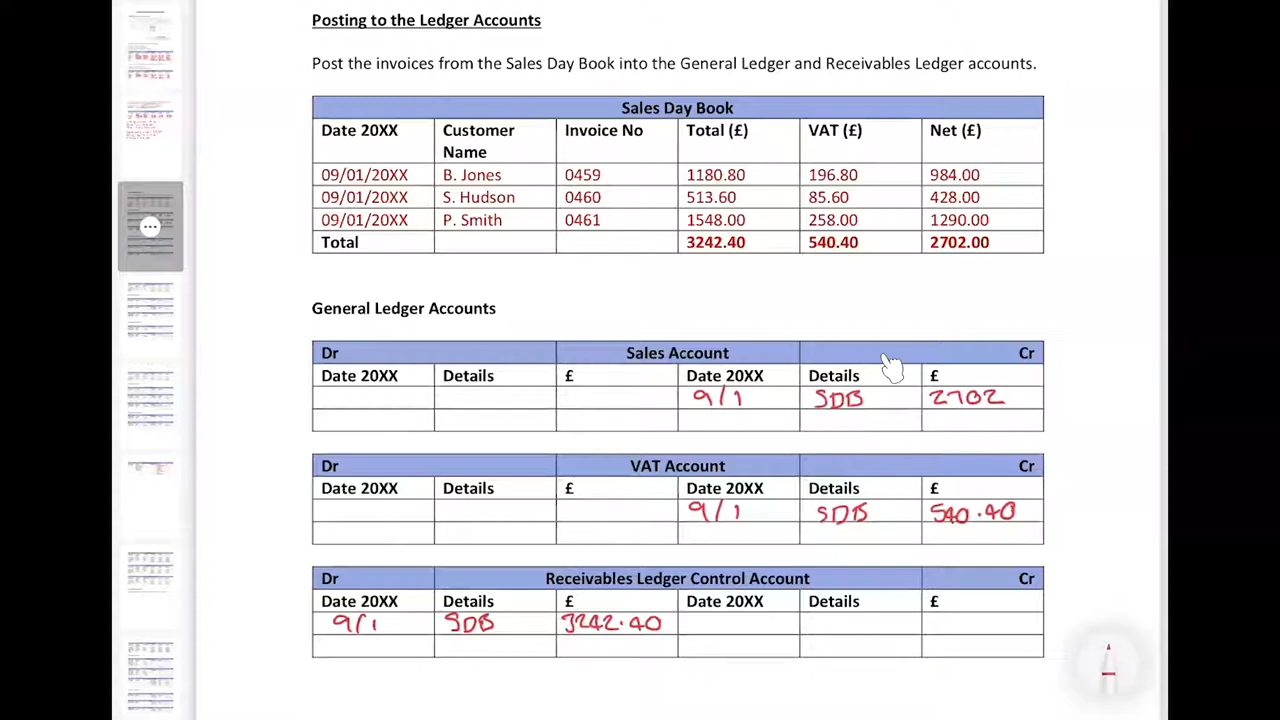 Posting to the Ledger Accounts
Post the invoices from the Sales Day Book into the General Ledger and Receivables Ledger accounts.
Sales Day Book
Date 20XX Customer Name Invoice No Total (£) VAT (£) Net (£)
09/01/20XX B. Jones 0459 1180.80 196.80 984.00
09/01/20XX S. Hudson 0460 513.60 85.60 428.00
09/01/20XX Smith 1548.00 1290.00
Total 3242.40 540.40 2702.00
General Ledger Account
Dr Sales Account Cr
Date 20XX Details Date 20XX Details £
9/1 SDB 2702
Dr VAT Account Cr
Date 20XX Details £ Date 20XX Details £
9/1 SDB 540.40
Dr Receivables Ledger Control Account Cr
Date 20XX Details £ Date 20XX Details £
9/1 SDB 3242.40